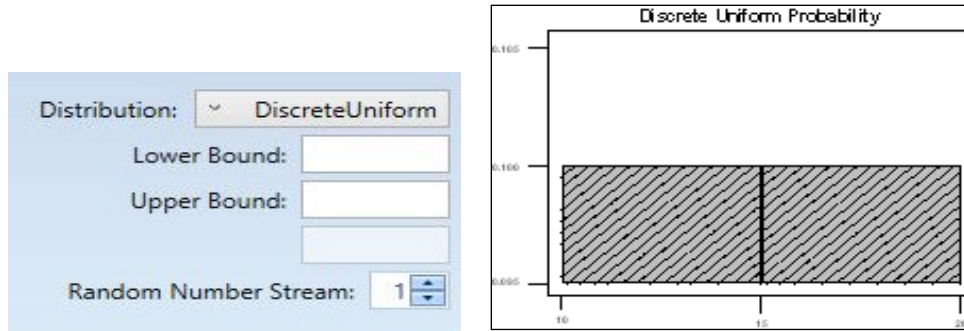 Distribution: DiscreteUniform
Lower Bound:
Upper Bound:
Random Number Stream: 1
Discrete Uniform Probability
0.105
0.100
0.095
10 15 20